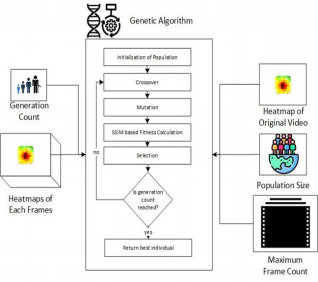 Genetic Algorithm
Initialization of Population
Crossover
Mutation
SSIM based Fitness Calculation
Selection
Is generation
count
reached?
no
yes
Return best individual
Generation
Count
Heatmaps of
Each Frames
Heatmap of
Original Video
Population Size
Maximum
Frame Count